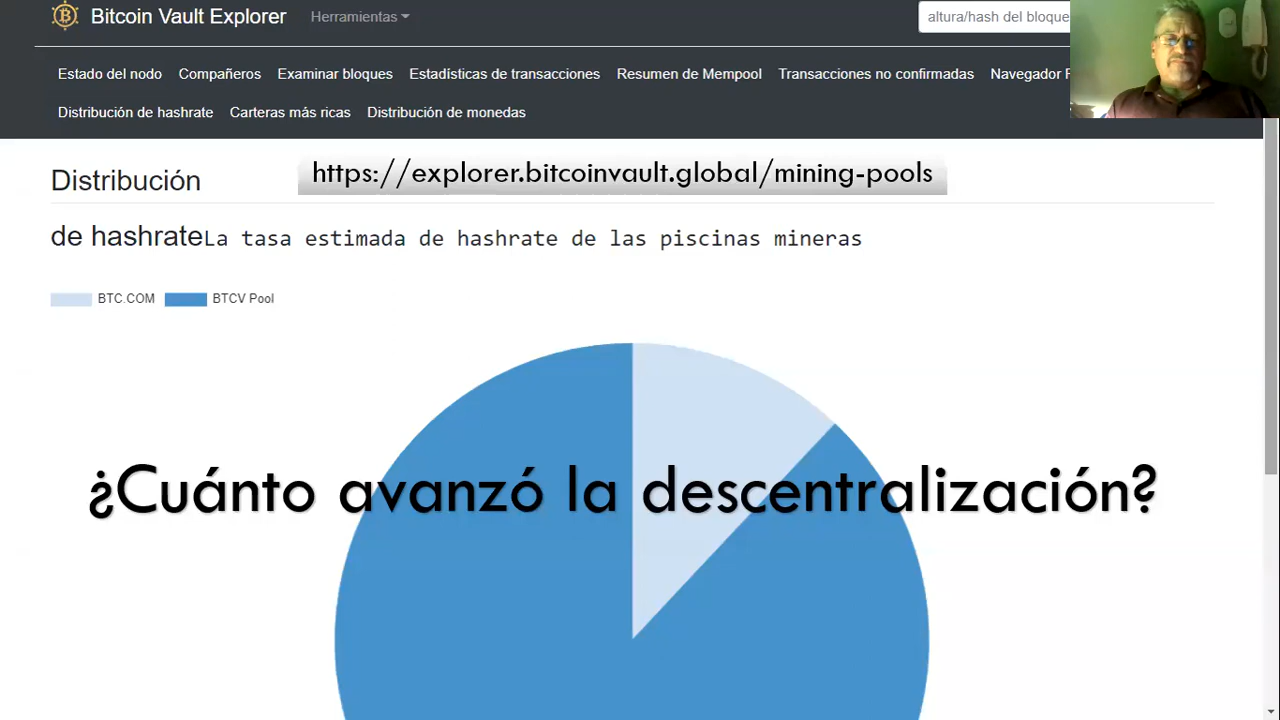 Bitcoin Vault Explorer
Herramientas
altura/hash del bloque
Estado del nodo Compañeros Examinar bloques Estadísticas de transacciones Resumen de Mempool Transacciones no confirmadas Navegador
Distribución de hashrate Carteras más ricas Distribución de monedas
Distribución
https://explorer.bitcoinvault.global/mining-pools
de hashrateLa tasa estimada de hashrate de las piscinas mineras
BTC.COM BTCV Pool
¿Cuánto avanzó la descentralización?